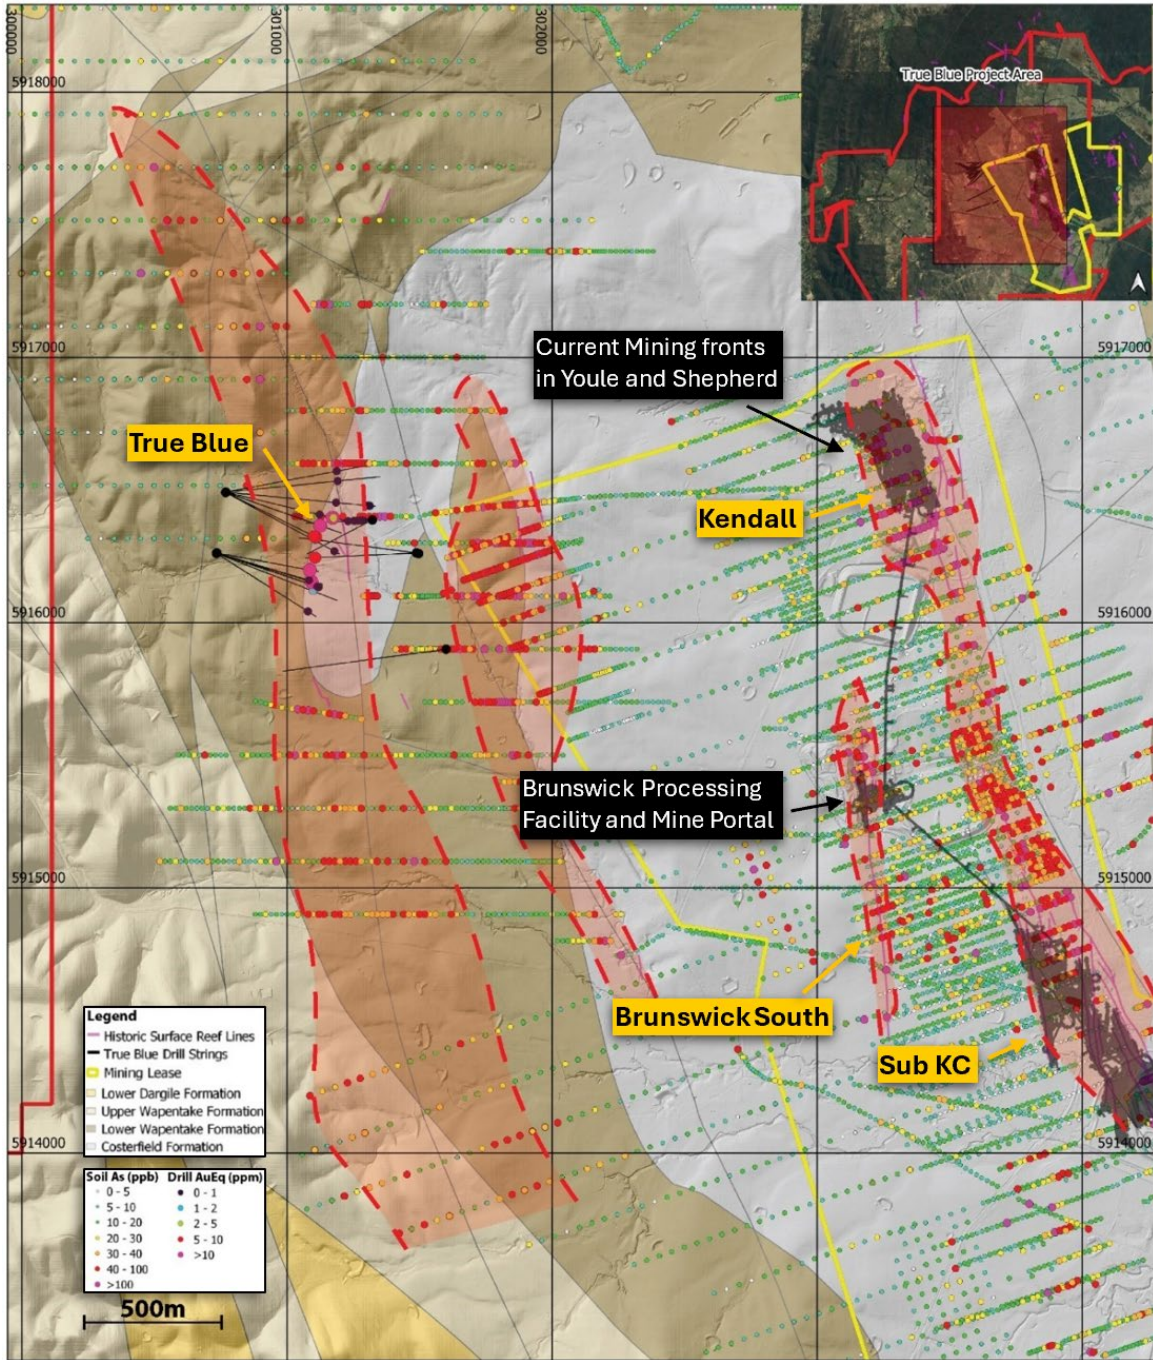 300000
301000
302000
5918000
True Blue Project Area
5917000
Current Mining fronts
in Youle and Shepherd
5917000
True Blue
Kendall
5916000
5916000
Brunswick Processing
Facility and Mine Portal
5915000
5915000
Brunswick South
Sub KC
Legend
Historic Surface Reef Lines
True Blue Drill Strings
Mining Lease
Lower Dargile Formation
Upper Wapentake Formation
Lower Wapentake Formation
Costerfield Formation
5914000
5914000
Soil As (ppb) Drill AuEq (ppm)
0 - 5 0 - 1
5 - 10 1 - 2
10 - 20 2 - 5
20 - 30 5 - 10
30 - 40 >10
40 - 100
>100
500m